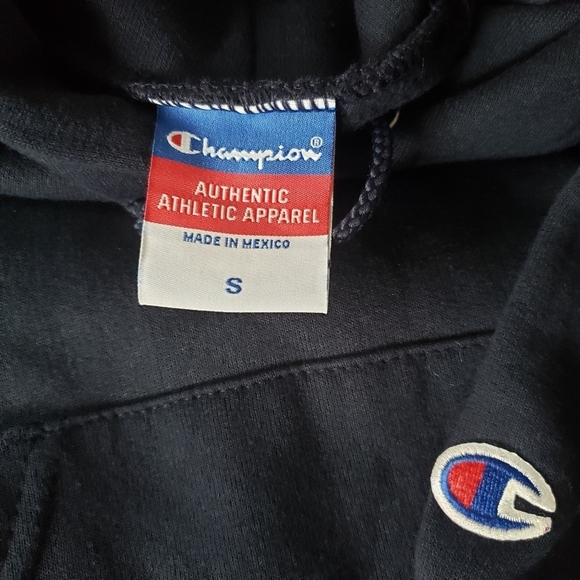 Champion®
AUTHENTIC
ATHLETIC APPAREL
MADE IN MEXICO
S